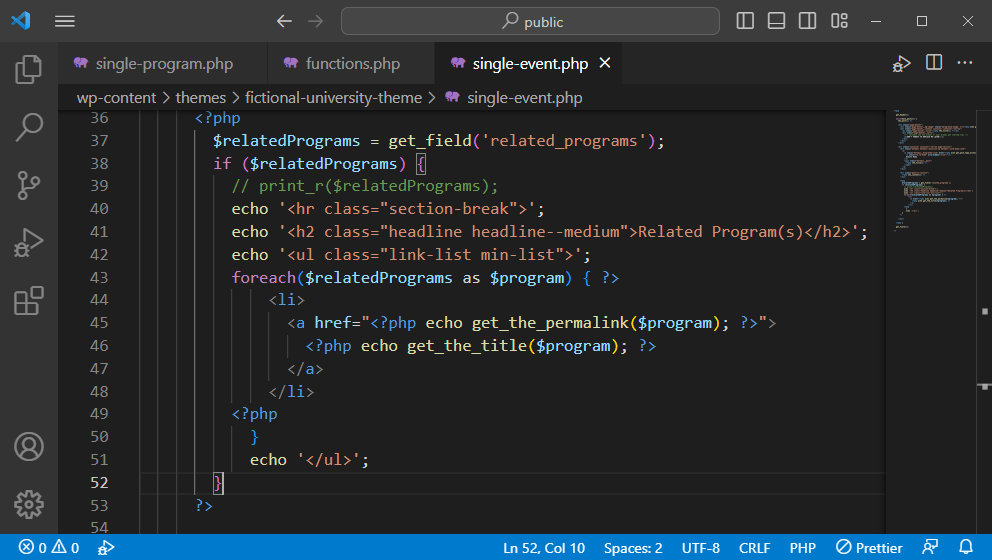 public
single-program.php
functions.php
single-event.php
wp-content > themes > fictional-university-theme > single-event.php
36 <?php
37 $relatedPrograms = get_field('related_programs');
38 if ($relatedPrograms) {
39 // print_r($relatedPrograms);
40 echo '<hr class="section-break">';
41 echo '<h2 class="headline headline--medium">Related Program(s)</h2>';
42 echo '<ul class="link-list min-list">';
43 foreach($relatedPrograms as $program) { ?>
44 <li>
45 <a href="<?php echo get_the_permalink($program); ?>">
46 <?php echo get_the_title($program); ?>
47 </a>
48 </li>
49 <?php
50 }
51 echo '</ul>';
52 }
53 ?>
54
0 0 Ln 52, Col 10 Spaces: 2 UTF-8 CRLF PHP Prettier